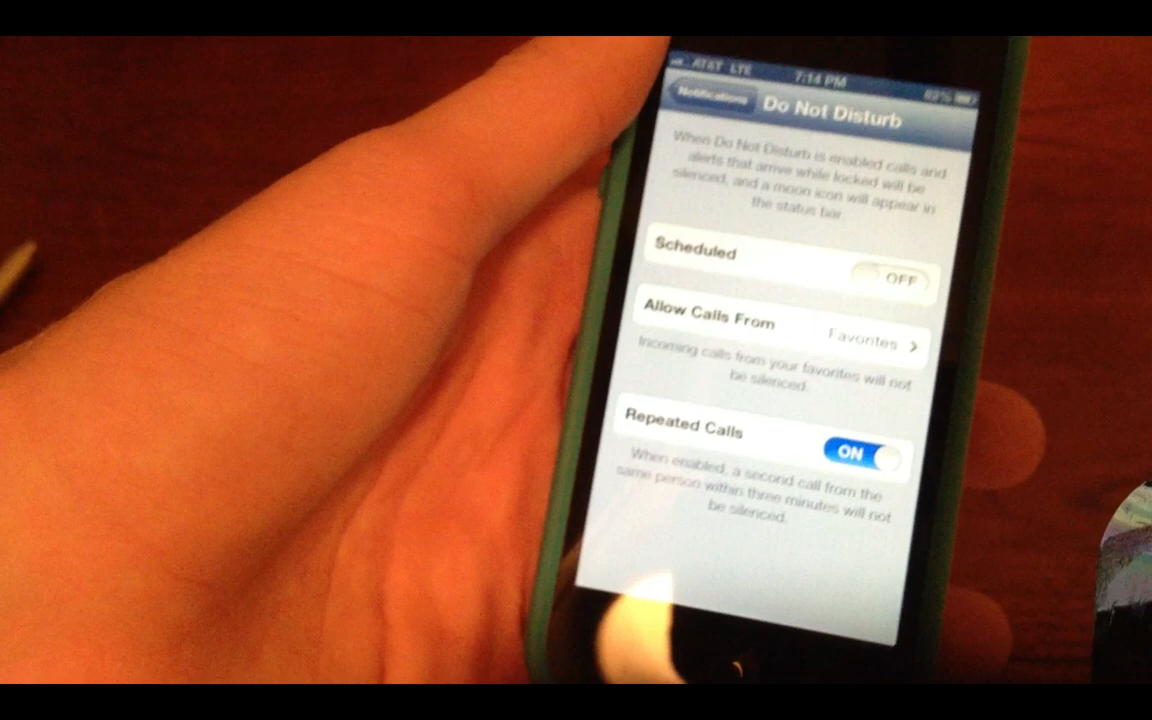 AT&T LTE 7:14 PM 82%
Notifications Do Not Disturb
When Do Not Disturb is enabled calls and
alerts that arrive while locked will be
silenced, and a moon icon will appear in
the status bar.
Scheduled OFF
Allow Calls From Favorites
Incoming calls from your favorites will not
be silenced.
Repeated Calls ON
When enabled, a second call from the
same person within three minutes will not
be silenced.